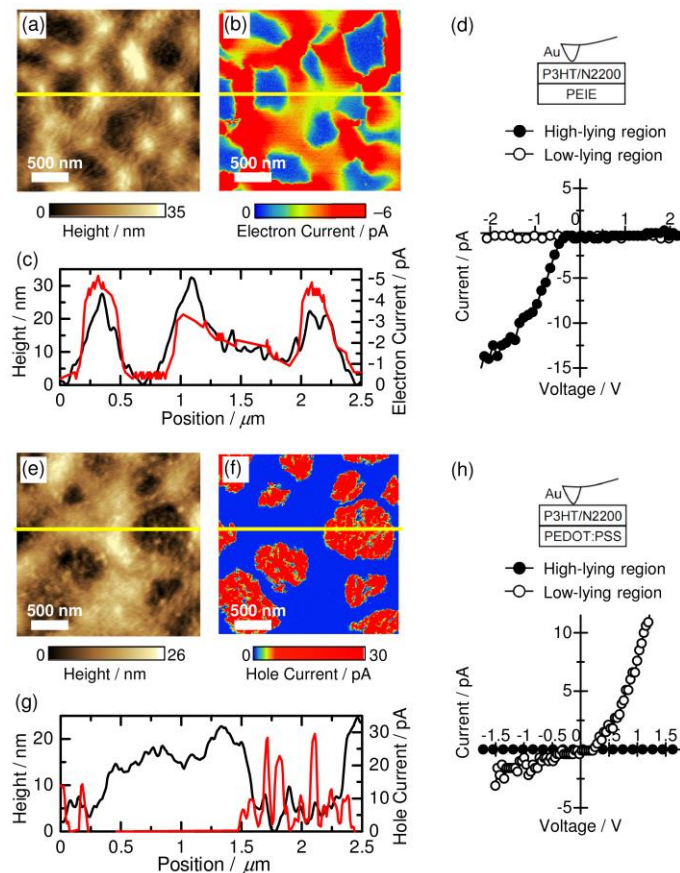 (a)
500 nm
0 35
Height / nm
(b)
500 nm
0 −6
Electron Current / pA
(c)
Height / nm
30
20
10
0
Electron Current / pA
−5
−4
−3
−2
−1
0
0 0.5 1.0 1.5 2.0 2.5
Position / μm
(d)
Au
P3HT/N2200
PEIE
High-lying region
Low-lying region
Current / pA
5
-2 -1 0 1 2
-5
-10
-15
Voltage / V
(e)
500 nm
0 26
Height / nm
(f)
500 nm
0 30
Hole Current / pA
(g)
Height / nm
20
10
0
Hole Current / pA
30
20
10
0
0 0.5 1.0 1.5 2.0 2.5
Position / μm
(h)
Au
P3HT/N2200
PEDOT:PSS
High-lying region
Low-lying region
Current / pA
10
5
-1.5 -1.0 -0.5 0 0.5 1.0 1.5
-5
Voltage / V